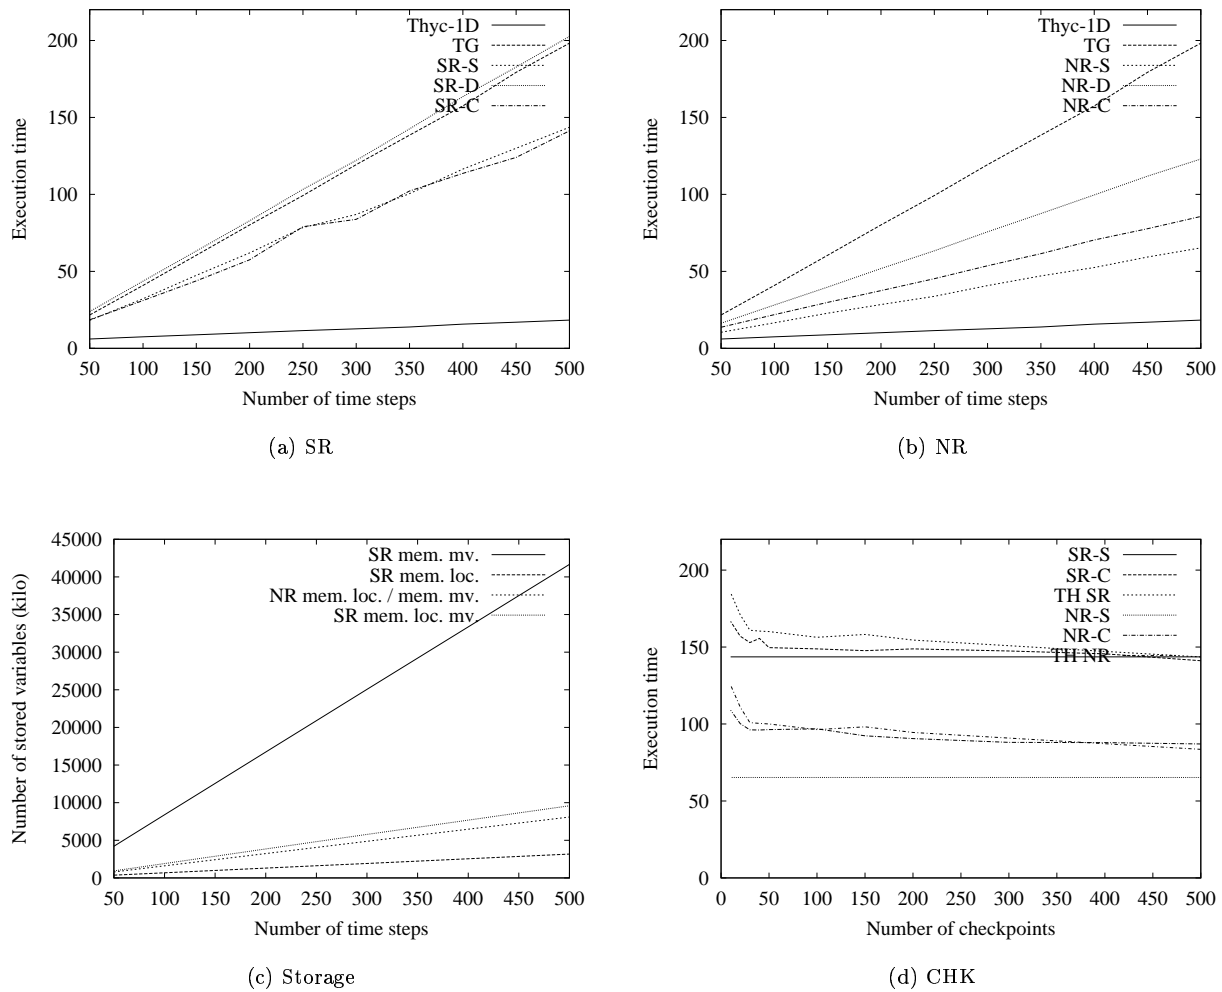 200
150
100
50
0
50 100 150 200 250 300 350 400 450 500
Execution time
Number of time steps
Thyc-1D
TG
SR-S
SR-D
SR-C
(a) SR
200
150
100
50
0
50 100 150 200 250 300 350 400 450 500
Execution time
Number of time steps
Thyc-1D
TG
NR-S
NR-D
NR-C
(b) NR
45000
40000
35000
30000
25000
20000
15000
10000
5000
0
50 100 150 200 250 300 350 400 450 500
Number of stored variables (kilo)
Number of time steps
SR mem. mv.
SR mem. loc.
NR mem. loc. / mem. mv.
SR mem. loc. mv.
(c) Storage
200
150
100
50
0
0 50 100 150 200 250 300 350 400 450 500
Execution time
Number of checkpoints
SR-S
SR-C
TH SR
NR-S
NR-C
TH NR
(d) CHK